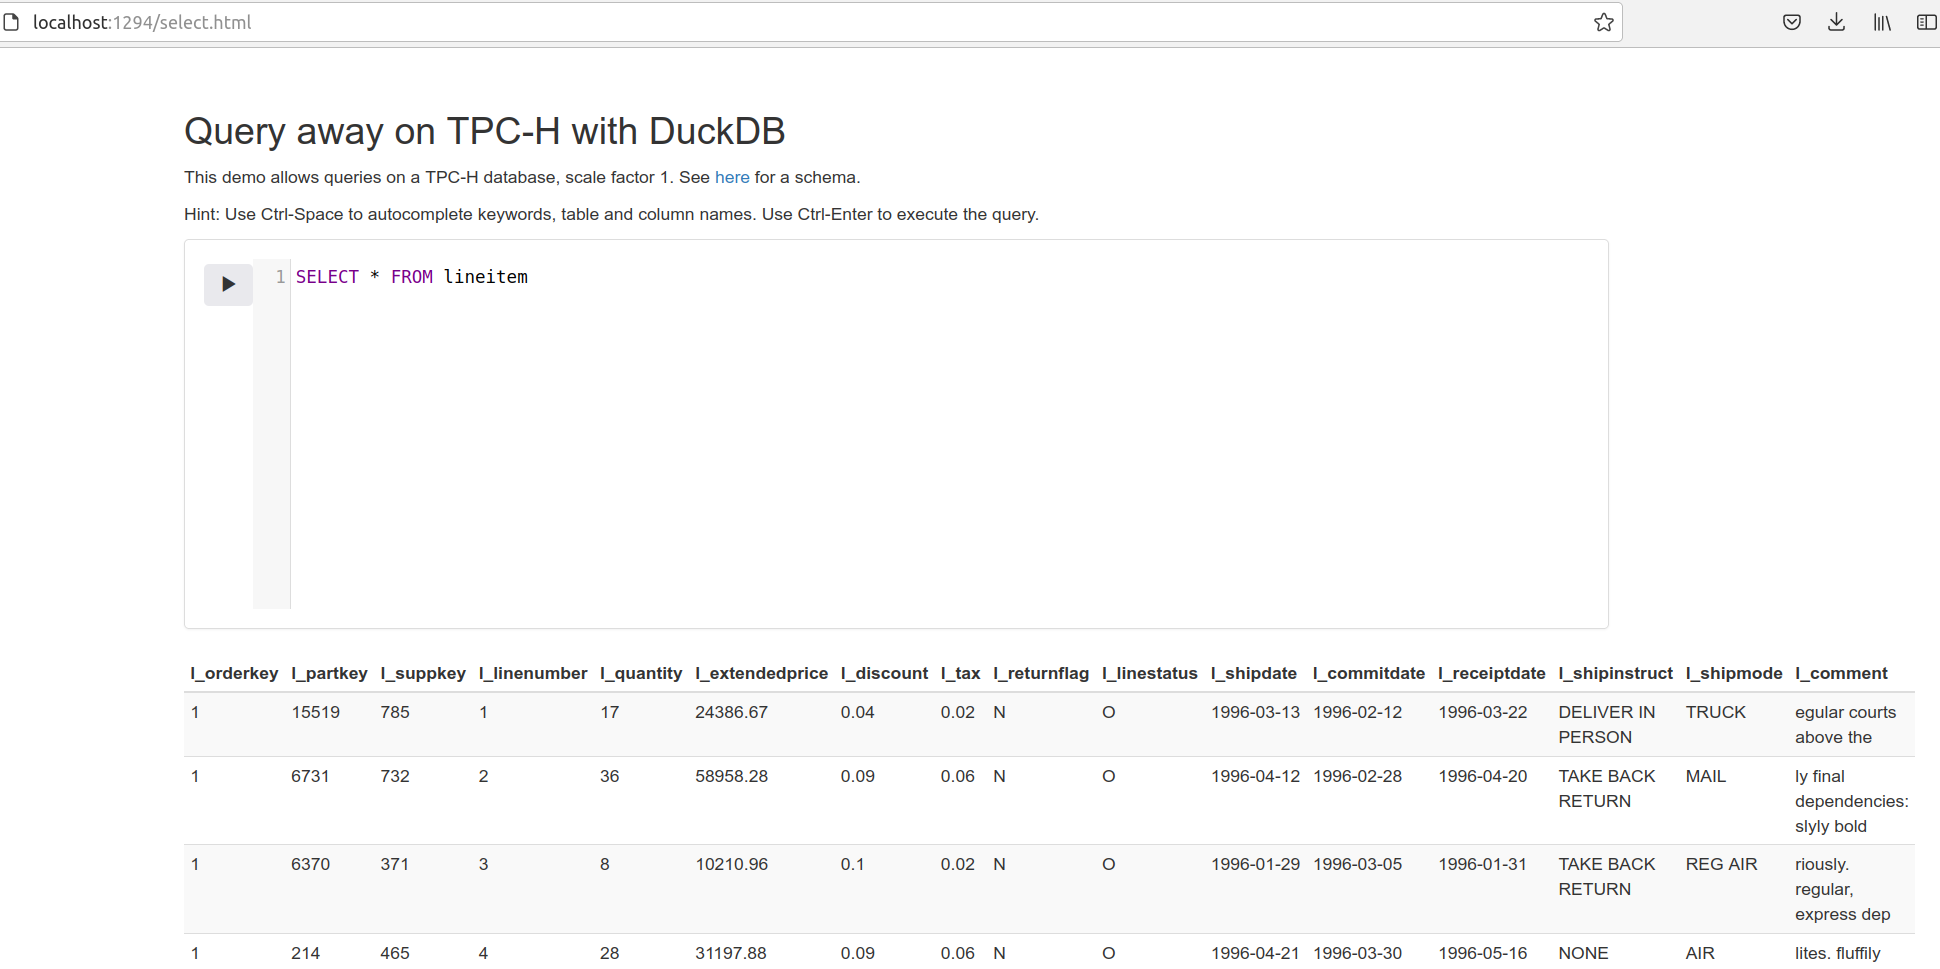 localhost:1294/select.html
Query away on TPC-H with DuckDB
This demo allows queries on a TPC-H database, scale factor 1. See here for a schema.
Hint: Use Ctrl-Space to autocomplete keywords, table and column names. Use Ctrl-Enter to execute the query.
1 SELECT * FROM lineitem
l_orderkey l_partkey l_suppkey l_linenumber l_quantity l_extendedprice l_discount l_tax l_returnflag l_linestatus l_shipdate l_commitdate l_receiptdate l_shipinstruct l_shipmode l_comment
1 15519 785 1 17 24386.67 0.04 0.02 N O 1996-03-13 1996-02-12 1996-03-22 DELIVER IN TRUCK egular courts
PERSON above the
1 6731 732 2 36 58958.28 0.09 0.06 N O 1996-04-12 1996-02-28 1996-04-20 TAKE BACK MAIL ly final
RETURN dependencies:
slyly bold
1 6370 371 3 8 10210.96 0.1 0.02 N O 1996-01-29 1996-03-05 1996-01-31 TAKE BACK REG AIR riously.
RETURN regular,
express dep
1 214 465 4 28 31197.88 0.09 0.06 N O 1996-04-21 1996-03-30 1996-05-16 NONE AIR lites. fluffily